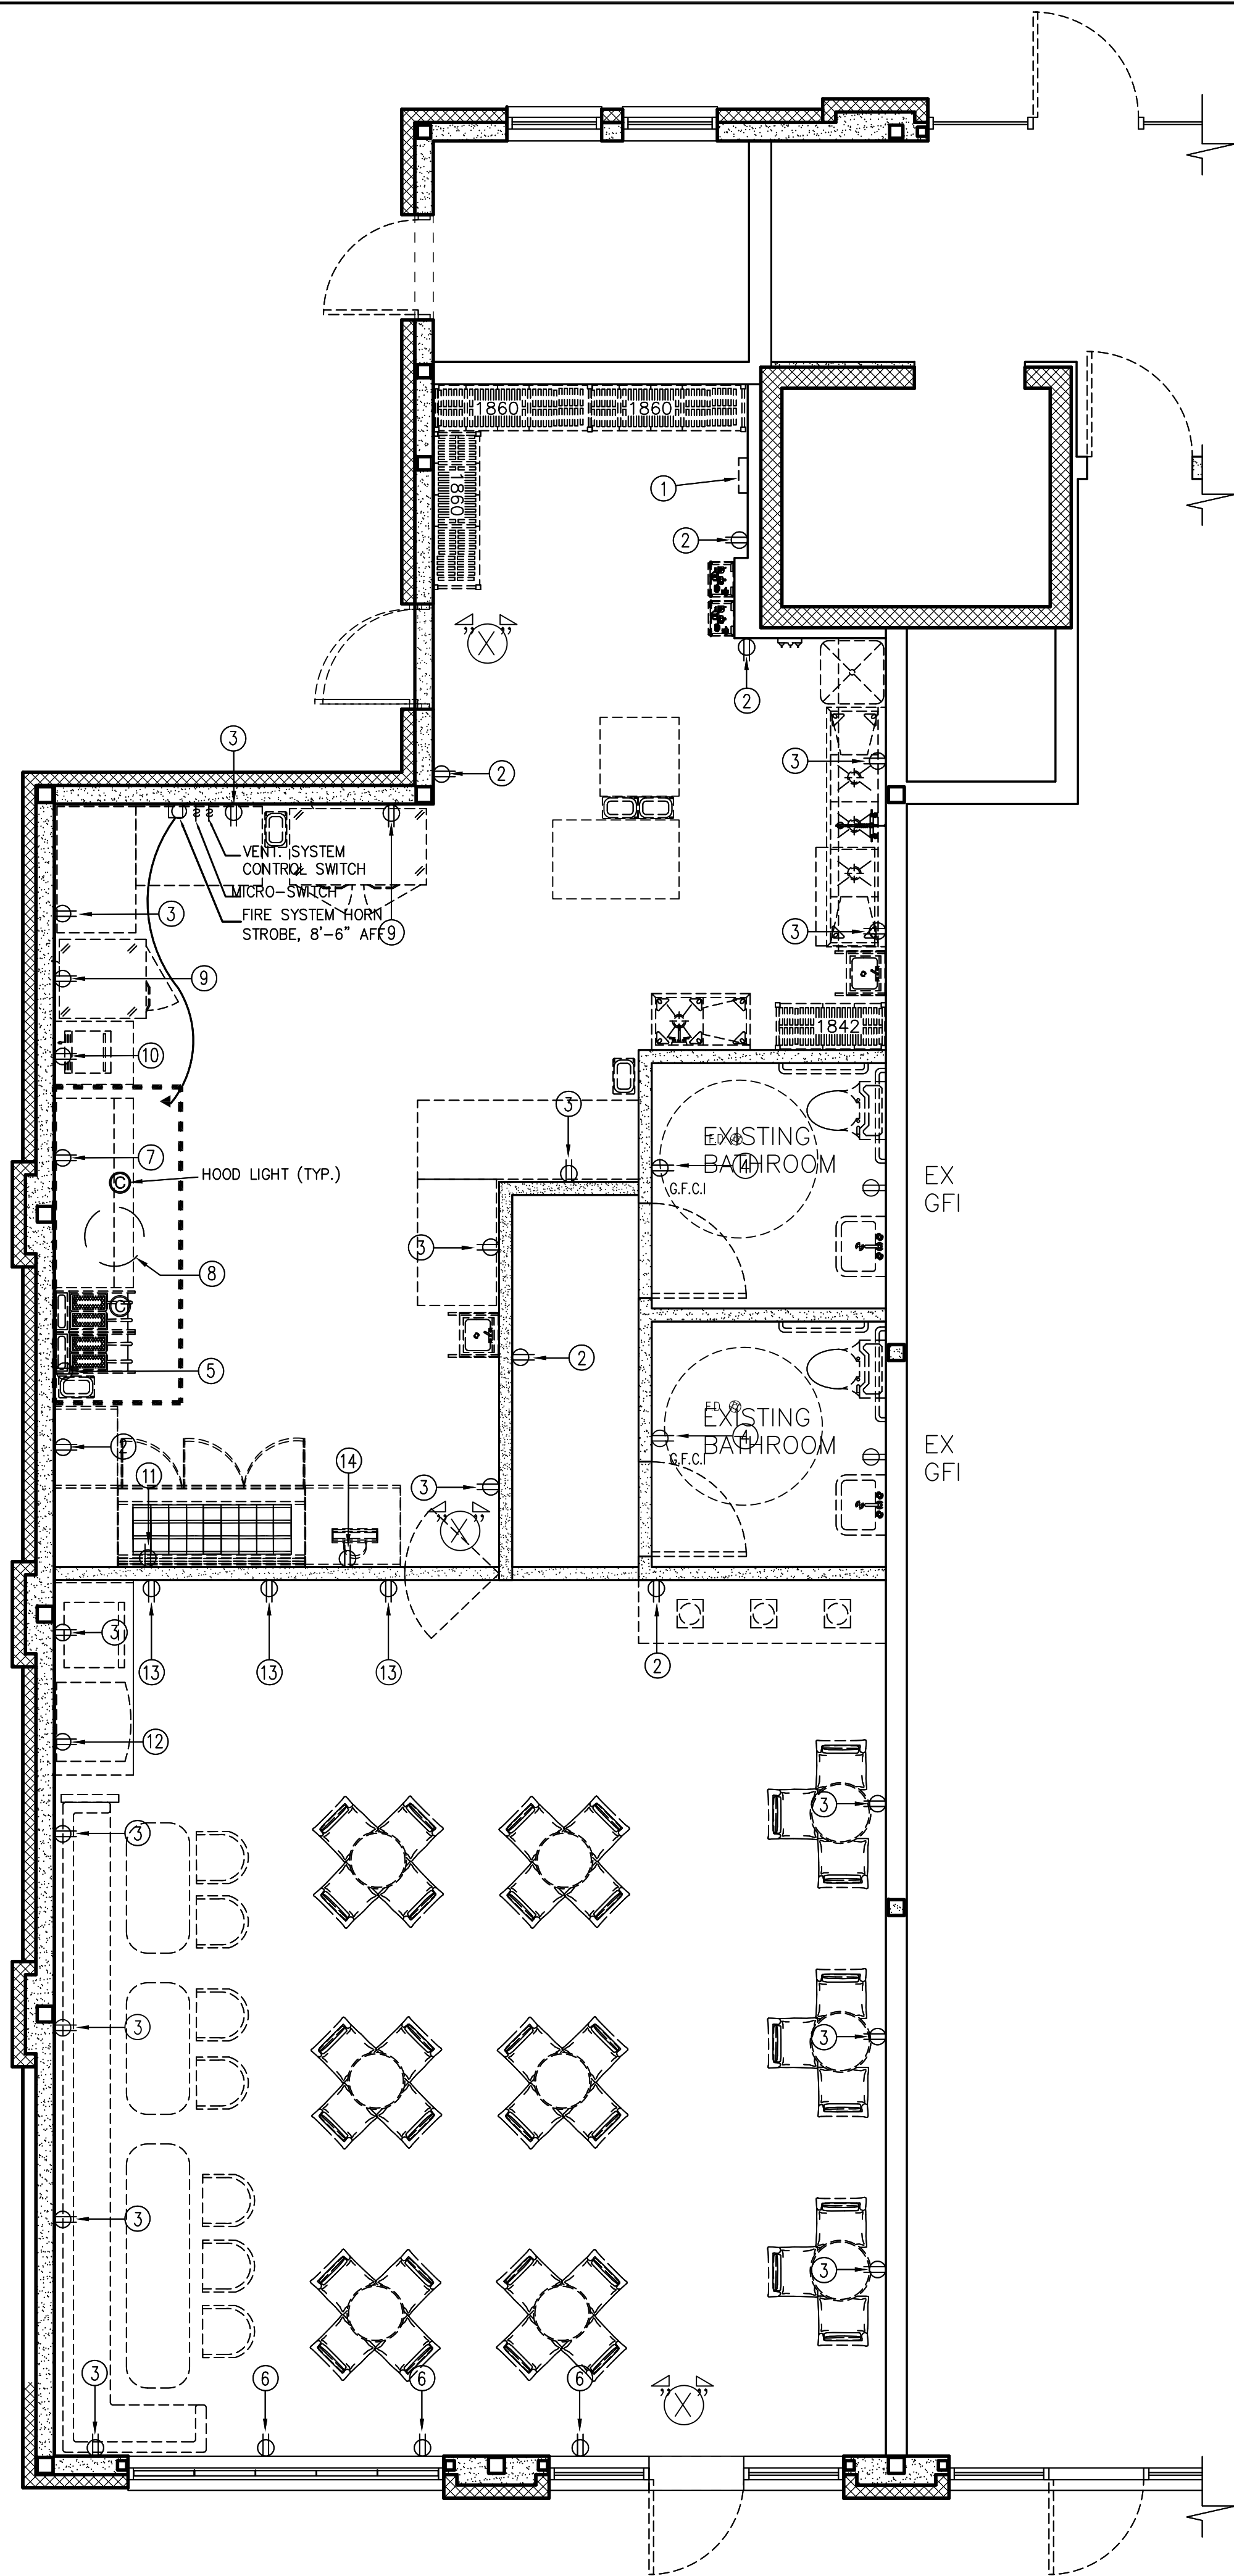 1860
1860
1860
1
2
2
3
3
2
3
VENT. SYSTEM
CONTROL SWITCH
MICRO-SWITCH
3
FIRE SYSTEM HORN
STROBE, 8'-6" AFF
9
3
9
1842
10
3
EXISTING
F.D.
BATHROOM
4
G.F.C.I
EX
GFI
7
HOOD LIGHT (TYP.)
C
3
8
C
2
5
EXISTING
F.D.
BATHROOM
4
G.F.C.I
EX
GFI
2
11
14
3
X
X
3
13
13
13
2
12
3
3
3
3
3
3
3
6
6
6
X